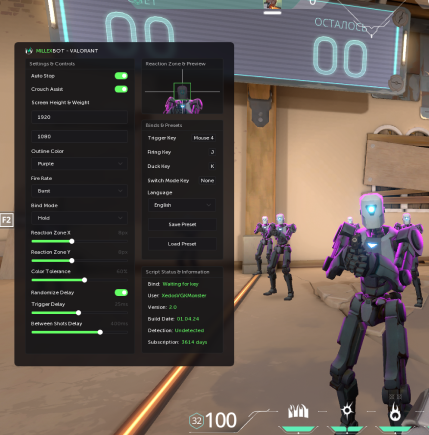 ОСТАЛОСЬ
00
00
MILLEXBOT - VALORANT
Settings & Controls
Auto Stop
Crouch Assist
Screen Height & Weight
1920
1080
Outline Color
Purple
Fire Rate
Burst
Bind Mode
Hold
Reaction Zone X
Reaction Zone Y
Color Tolerance
Randomize Delay
Trigger Delay
Between Shots Delay
Reaction Zone & Preview
Binds & Presets
Trigger Key Mouse 4
Firing Key J
Duck Key K
Switch Mode Key None
Language
English
Save Preset
Load Preset
Script Status & Information
Bind: Waiting for key
Version: 2.0
Build Date: 01.04.24
Detection: Undetected
Subscription: 3614 days
F2
32 100